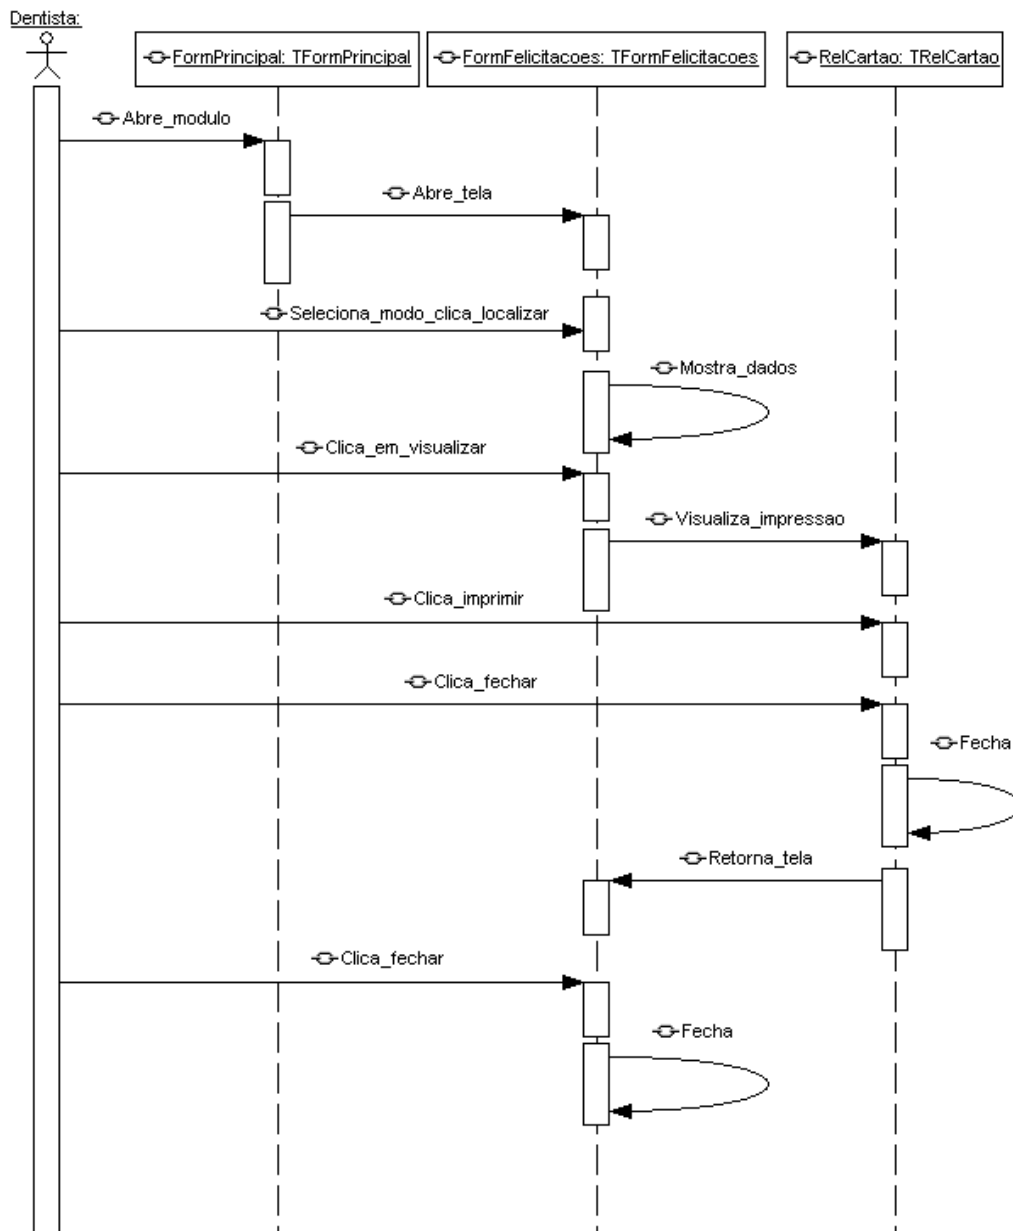 Dentista:
FormPrincipal: TFormPrincipal
FormFelicitacoes: TFormFelicitacoes
RelCartao: TRelCartao
Abre_modulo
Abre_tela
Seleciona_modo_clica_localizar
Mostra_dados
Clica_em_visualizar
Visualiza_impressao
Clica_imprimir
Clica_fechar
Fecha
Retorna_tela
Clica_fechar
Fecha